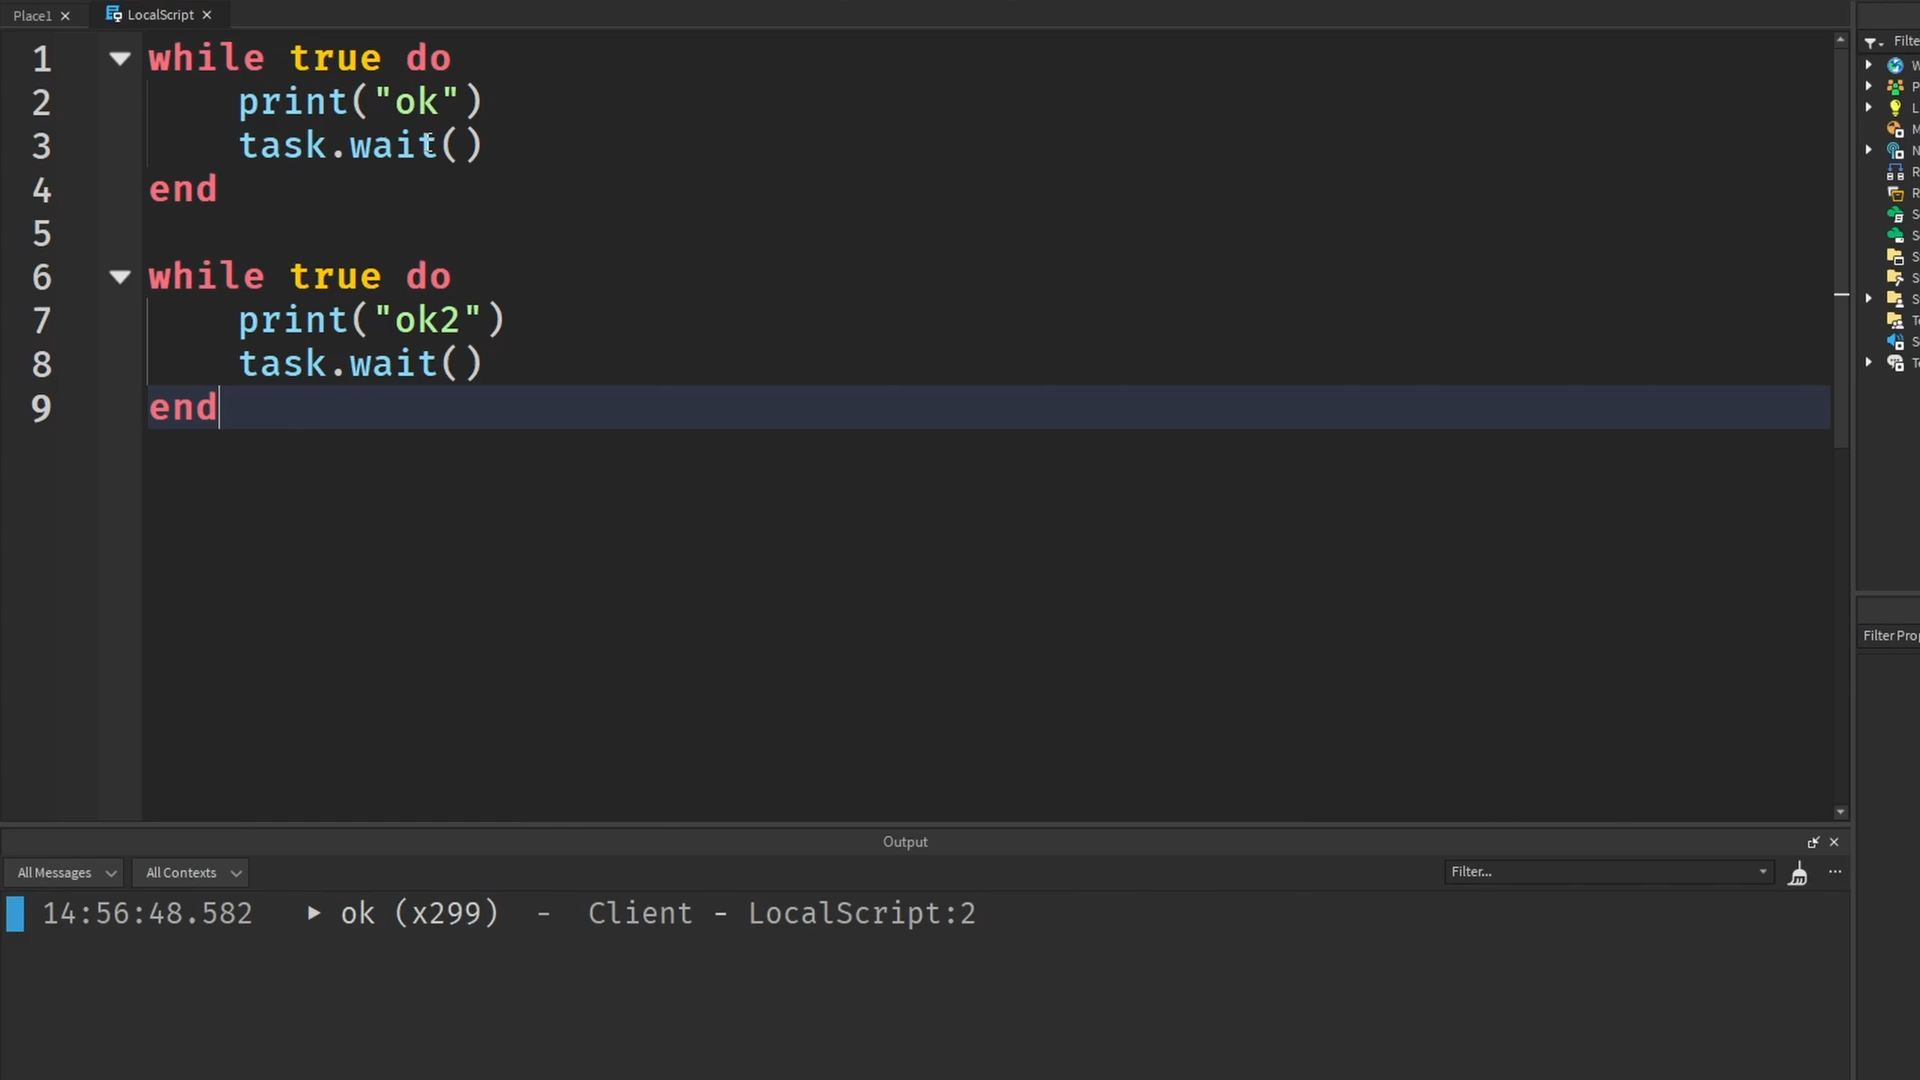 Place1
LocalScript
1 while true do
2 print("ok")
3 task.wait()
4 end
5
6 while true do
7 print("ok2")
8 task.wait()
9 end
Filte
W
P
L
M
N
R
R
S
S
S
S
S
T
S
T
Filter Pro
Output
All Messages
All Contexts
Filter...
14:56:48.582 ok (x299) - Client - LocalScript:2